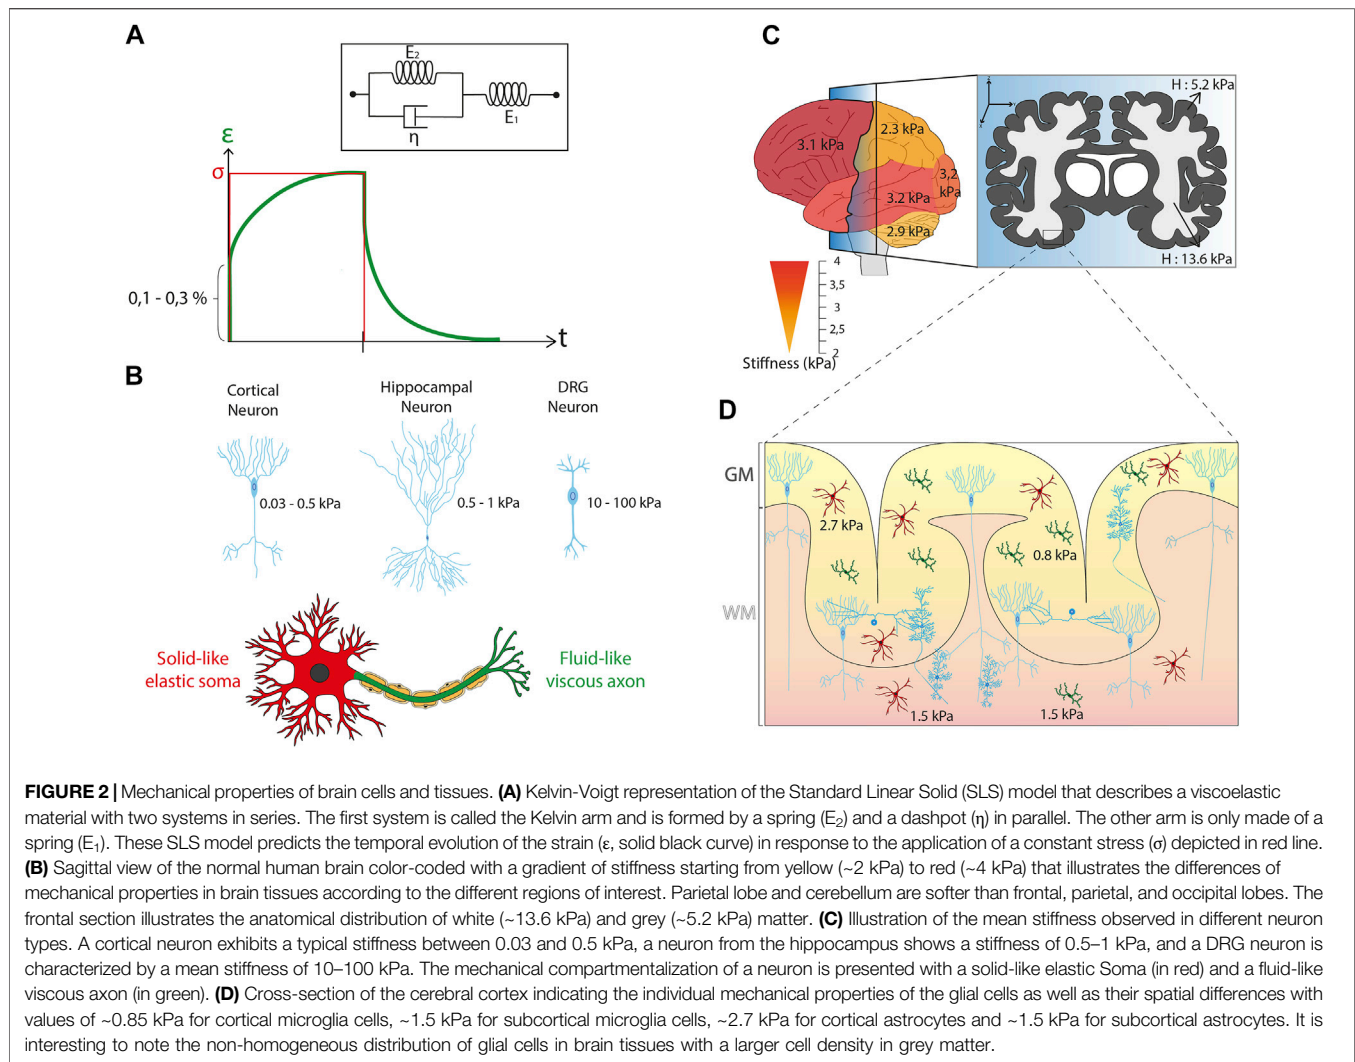 A
E₂
η
E₁
ε
σ
0,1 - 0,3 %
t
B
Cortical
Neuron
Hippocampal
Neuron
DRG
Neuron
0.03 - 0.5 kPa
0.5 - 1 kPa
10 - 100 kPa
Solid-like
elastic soma
Fluid-like
viscous axon
C
3.1 kPa
2.3 kPa
3,2
kPa
3.2 kPa
2.9 kPa
H : 5.2 kPa
H : 13.6 kPa
4
3,5
3
2,5
2
Stiffness (kPa)
D
GM
WM
2.7 kPa
0.8 kPa
1.5 kPa
1.5 kPa
FIGURE 2 | Mechanical properties of brain cells and tissues. (A) Kelvin-Voigt representation of the Standard Linear Solid (SLS) model that describes a viscoelastic
material with two systems in series. The first system is called the Kelvin arm and is formed by a spring (E₂) and a dashpot (η) in parallel. The other arm is only made of a
spring (E₁). These SLS model predicts the temporal evolution of the strain (ε, solid black curve) in response to the application of a constant stress (σ) depicted in red line.
(B) Sagittal view of the normal human brain color-coded with a gradient of stiffness starting from yellow (~2 kPa) to red (~4 kPa) that illustrates the differences of
mechanical properties in brain tissues according to the different regions of interest. Parietal lobe and cerebellum are softer than frontal, parietal, and occipital lobes. The
frontal section illustrates the anatomical distribution of white (~13.6 kPa) and grey (~5.2 kPa) matter. (C) Illustration of the mean stiffness observed in different neuron
types. A cortical neuron exhibits a typical stiffness between 0.03 and 0.5 kPa, a neuron from the hippocampus shows a stiffness of 0.5–1 kPa, and a DRG neuron is
characterized by a mean stiffness of 10–100 kPa. The mechanical compartmentalization of a neuron is presented with a solid-like elastic Soma (in red) and a fluid-like
viscous axon (in green). (D) Cross-section of the cerebral cortex indicating the individual mechanical properties of the glial cells as well as their spatial differences with
values of ~0.85 kPa for cortical microglia cells, ~1.5 kPa for subcortical microglia cells, ~2.7 kPa for cortical astrocytes and ~1.5 kPa for subcortical astrocytes. It is
interesting to note the non-homogeneous distribution of glial cells in brain tissues with a larger cell density in grey matter.